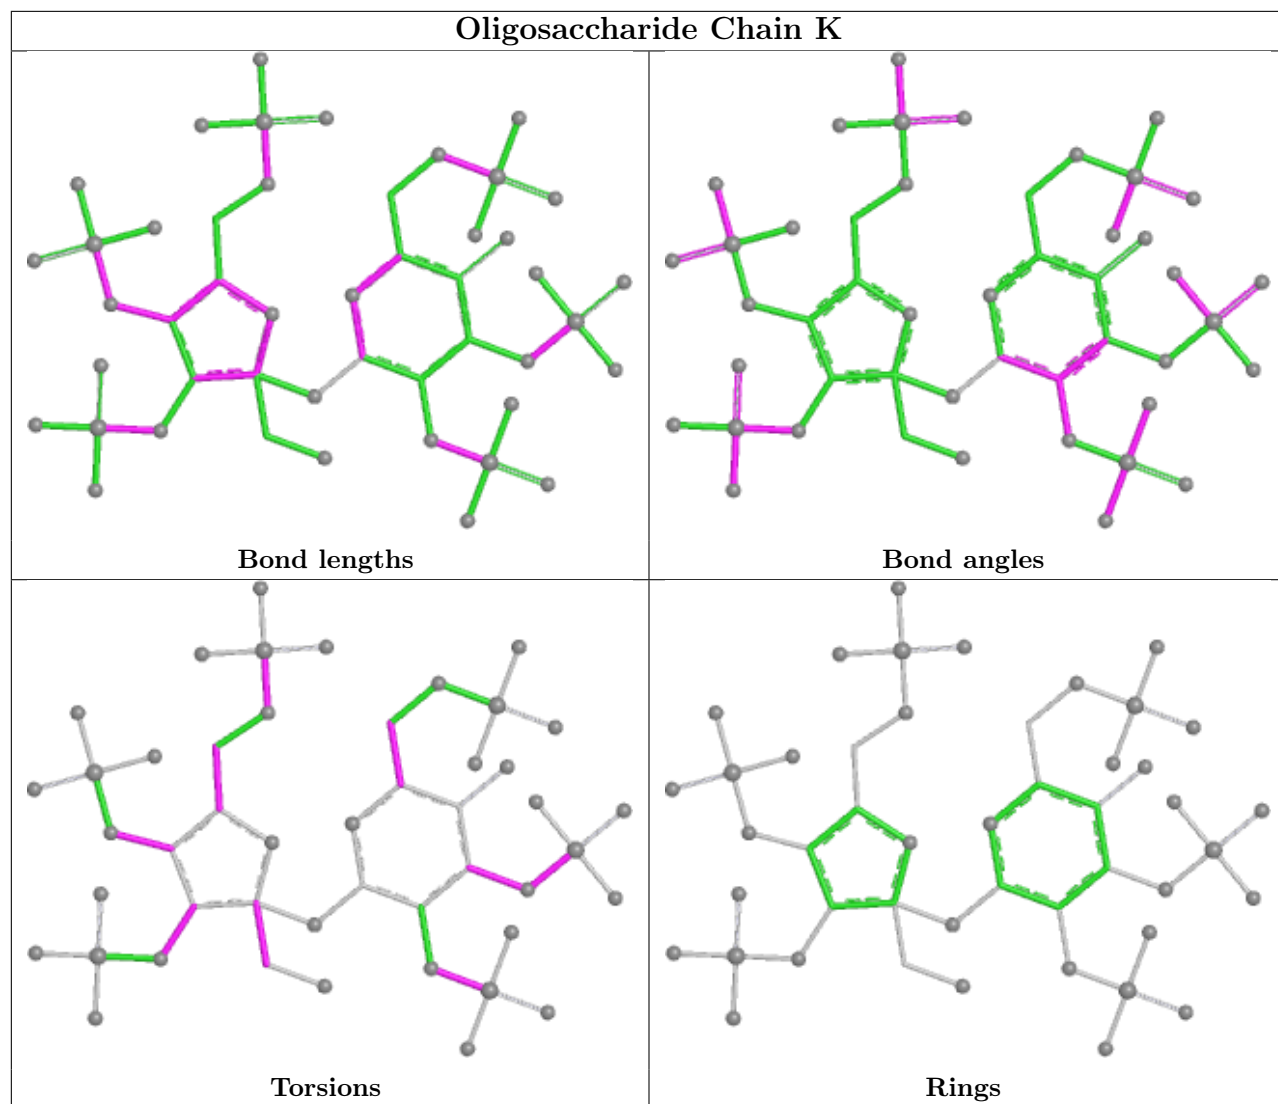 Oligosaccharide Chain K
Bond lengths
Bond angles
Torsions
Rings